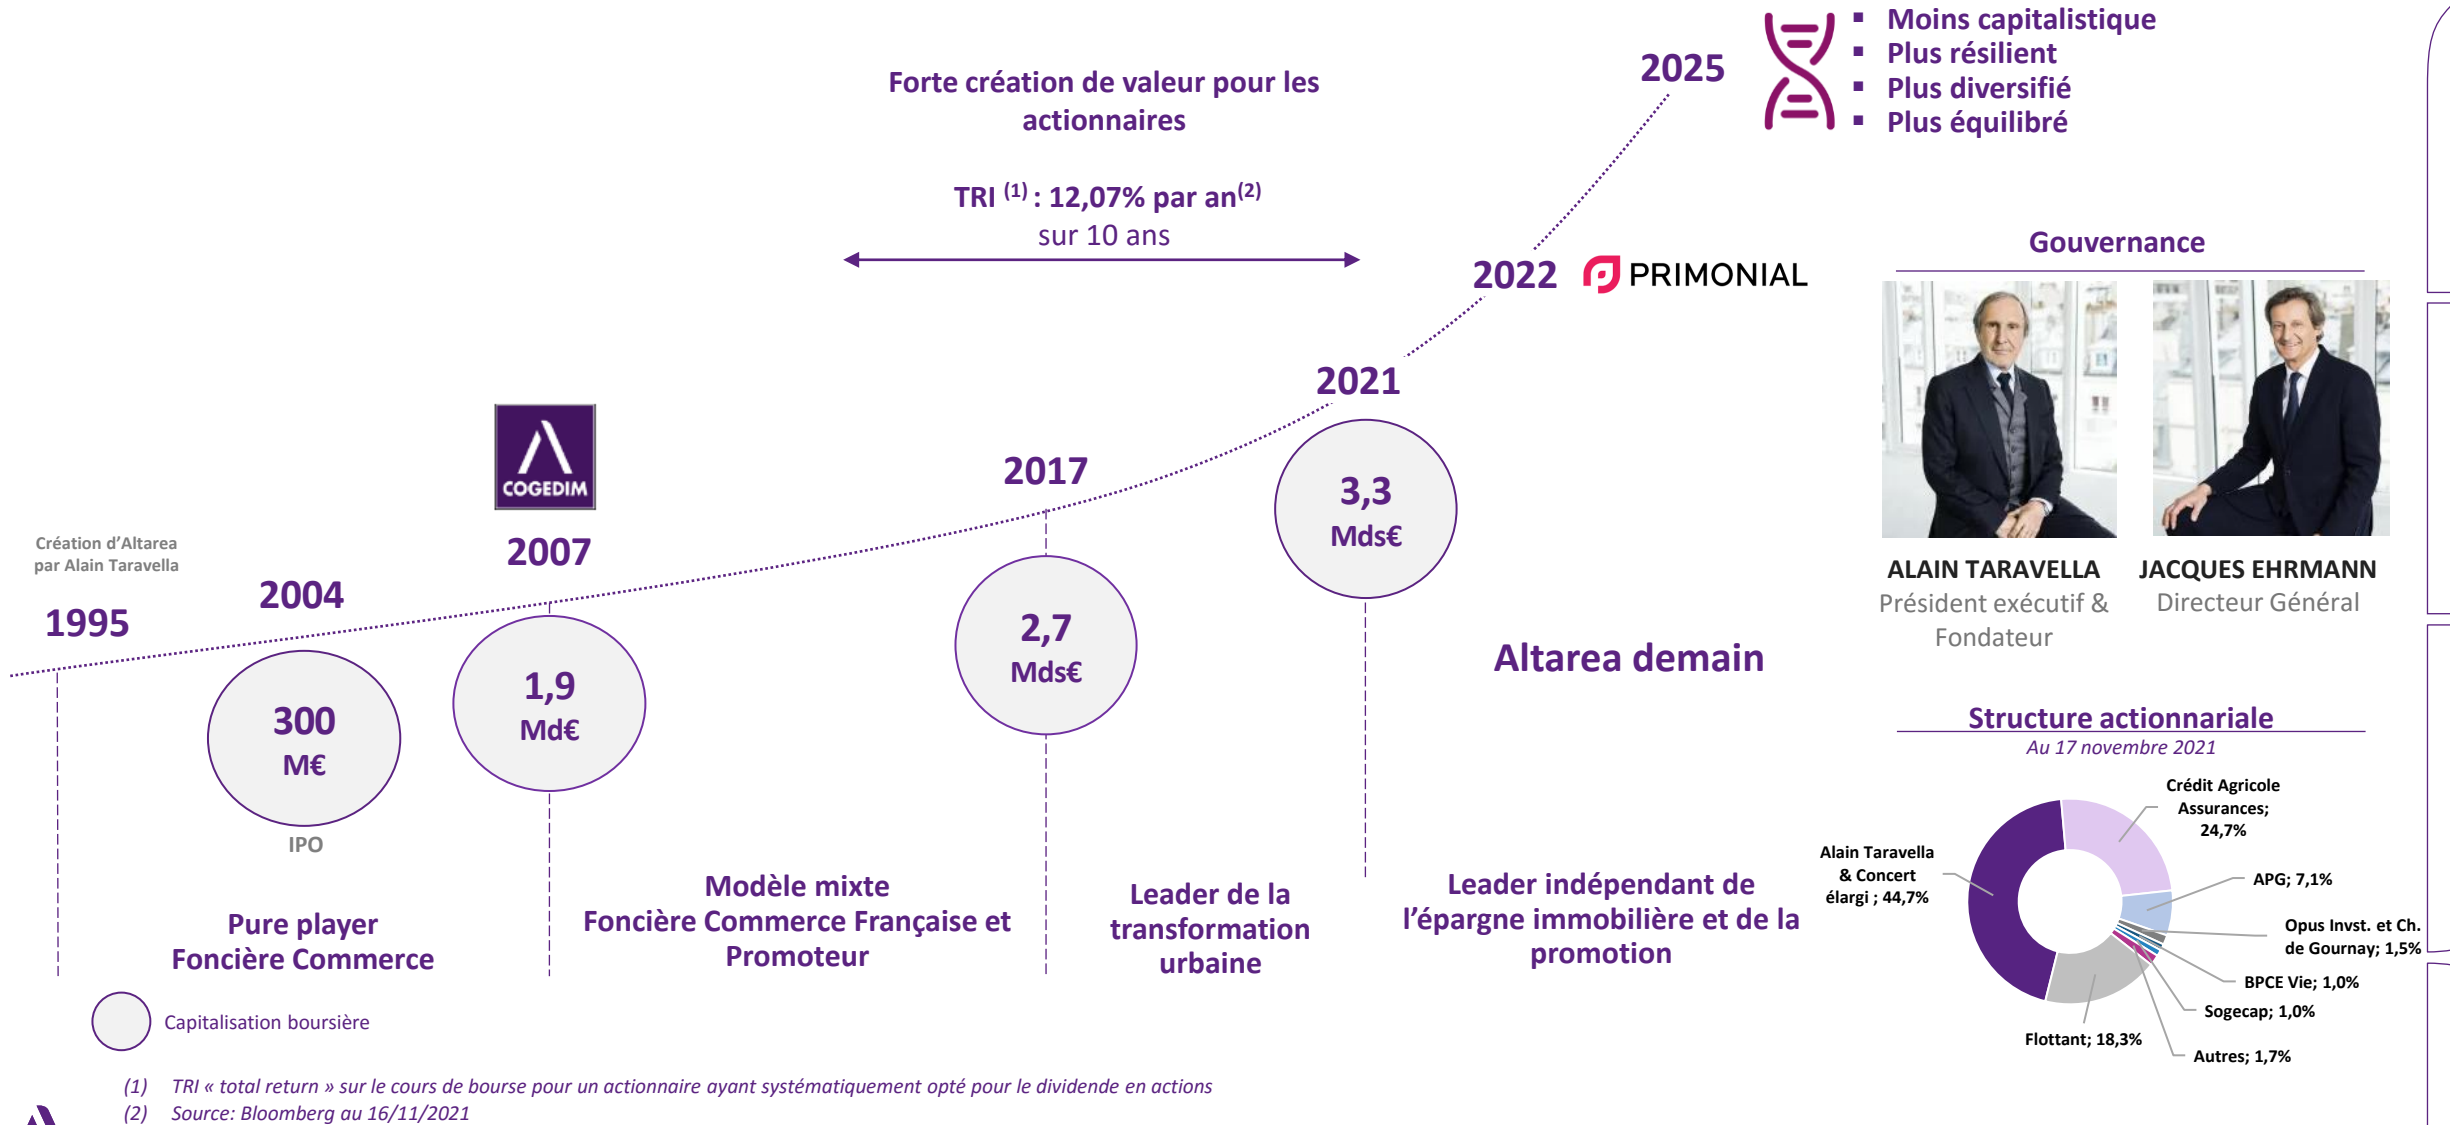 Moins capitalistique
Plus résilient
Plus diversifié
Plus équilibré
2025
Forte création de valeur pour les
actionnaires
TRI (1) : 12,07% par an(2)
sur 10 ans
2022
PRIMONIAL
2021
3,3
Mds€
2017
2,7
Mds€
COGEDIM
2007
1,9
Md€
2004
300
M€
IPO
Création d'Altarea
par Alain Taravella
1995
Pure player
Foncière Commerce
Modèle mixte
Foncière Commerce Française et
Promoteur
Leader de la
transformation
urbaine
Altarea demain
Leader indépendant de
l'épargne immobilière et de la
promotion
Capitalisation boursière
Gouvernance
ALAIN TARAVELLA
Président exécutif &
Fondateur
JACQUES EHRMANN
Directeur Général
Structure actionnariale
Au 17 novembre 2021
Crédit Agricole
Assurances;
24,7%
Alain Taravella
& Concert
élargi ; 44,7%
APG; 7,1%
Opus Invst. et Ch.
de Gournay; 1,5%
BPCE Vie; 1,0%
Sogecap; 1,0%
Flottant; 18,3%
Autres; 1,7%
(1) TRI « total return » sur le cours de bourse pour un actionnaire ayant systématiquement opté pour le dividende en actions
(2) Source: Bloomberg au 16/11/2021